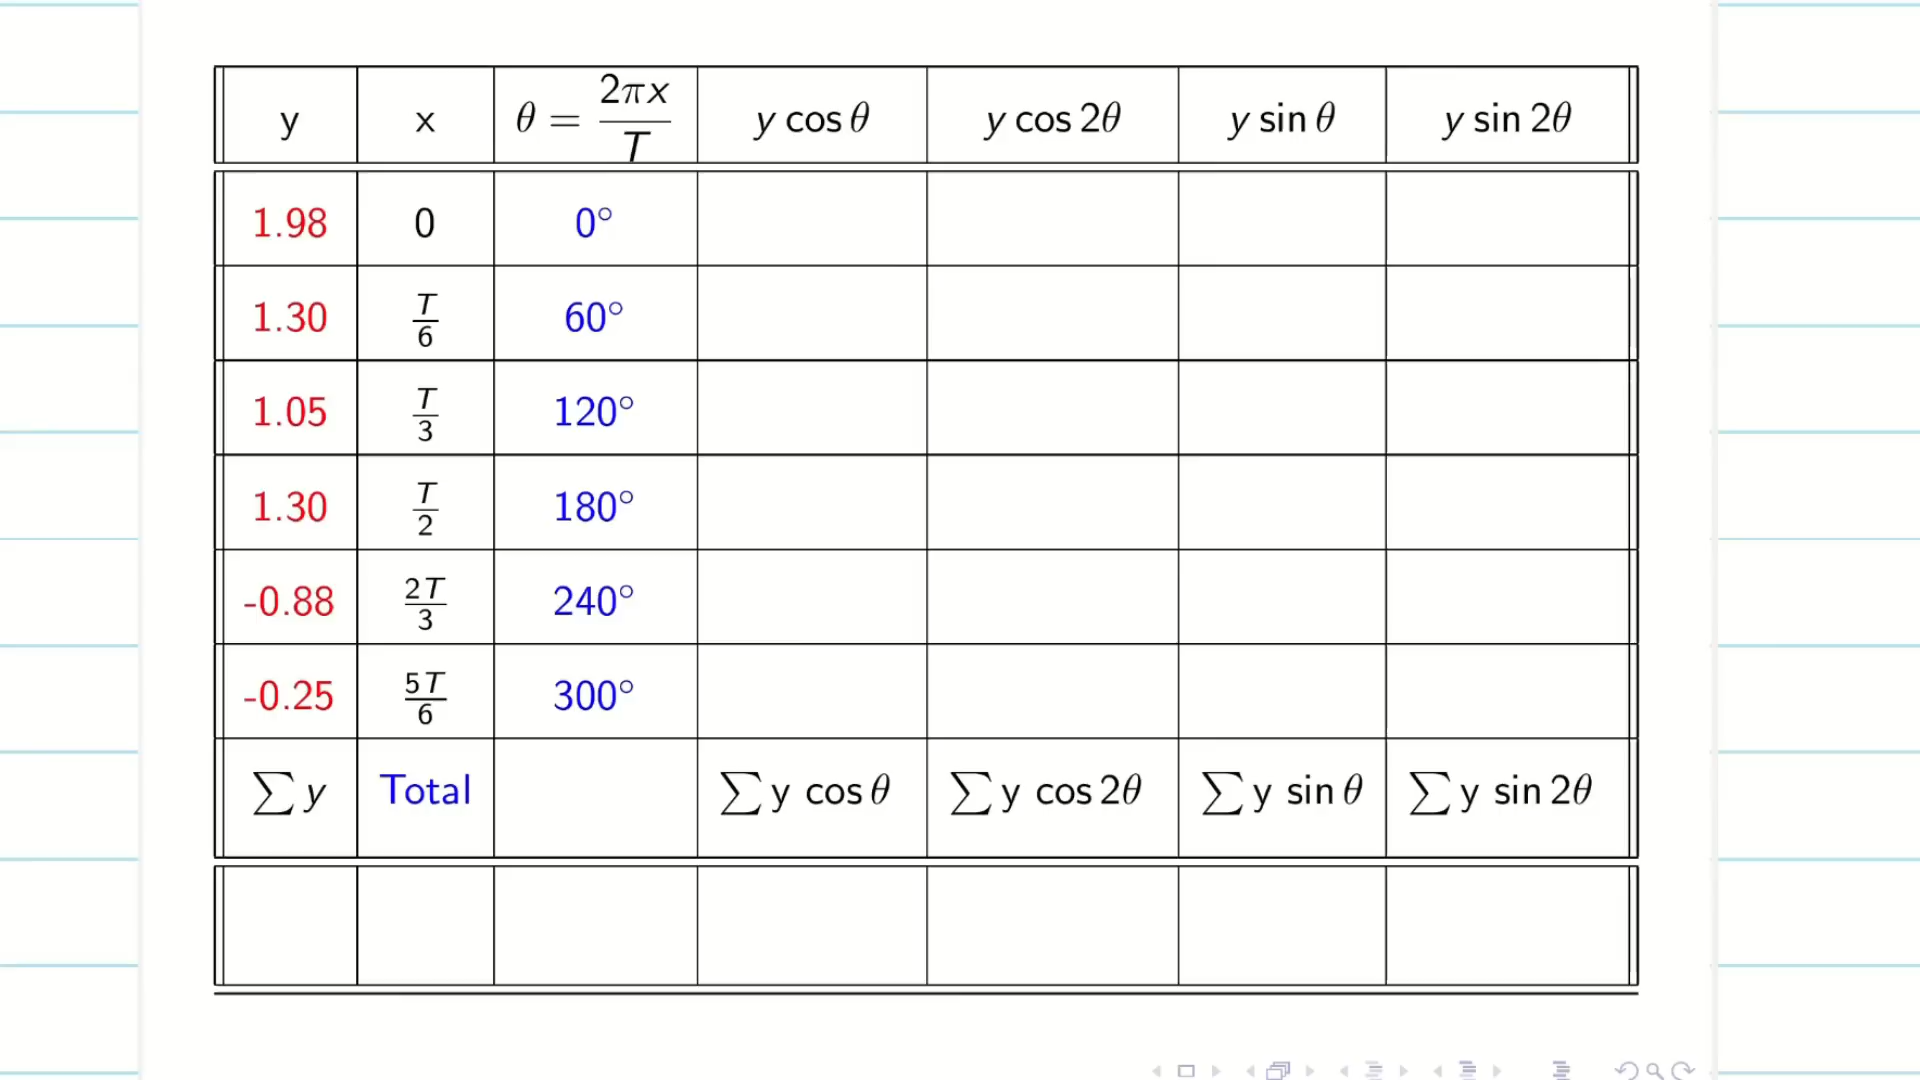 y x θ = 2πx/T y cos θ y cos 2θ y sin θ y sin 2θ
1.98 0 0°
1.30 T/6 60°
1.05 T/3 120°
1.30 T/2 180°
-0.88 2T/3 240°
-0.25 5T/6 300°
∑ y Total ∑ y cos θ ∑ y cos 2θ ∑ y sin θ ∑ y sin 2θ